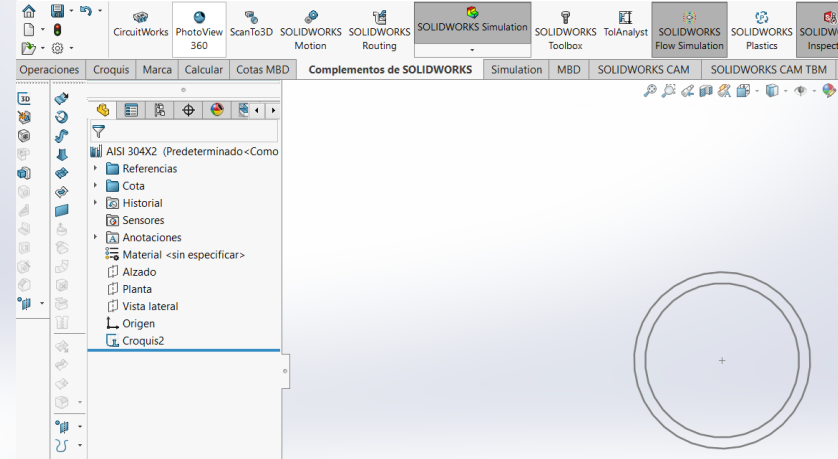 CircuitWorks PhotoView 360 ScanTo3D SOLIDWORKS Motion SOLIDWORKS Routing SOLIDWORKS Simulation SOLIDWORKS Toolbox TolAnalyst SOLIDWORKS Flow Simulation SOLIDWORKS Plastics
Operaciones Croquis Marca Calcular Cotas MBD Complementos de SOLIDWORKS Simulation MBD SOLIDWORKS CAM SOLIDWORKS CAM TBM
3D
AISI 304X2 (Predeterminado<Como
Referencias
Cota
Historial
Sensores
Anotaciones
Material <sin especificar>
Alzado
Planta
Vista lateral
Origen
Croquis2